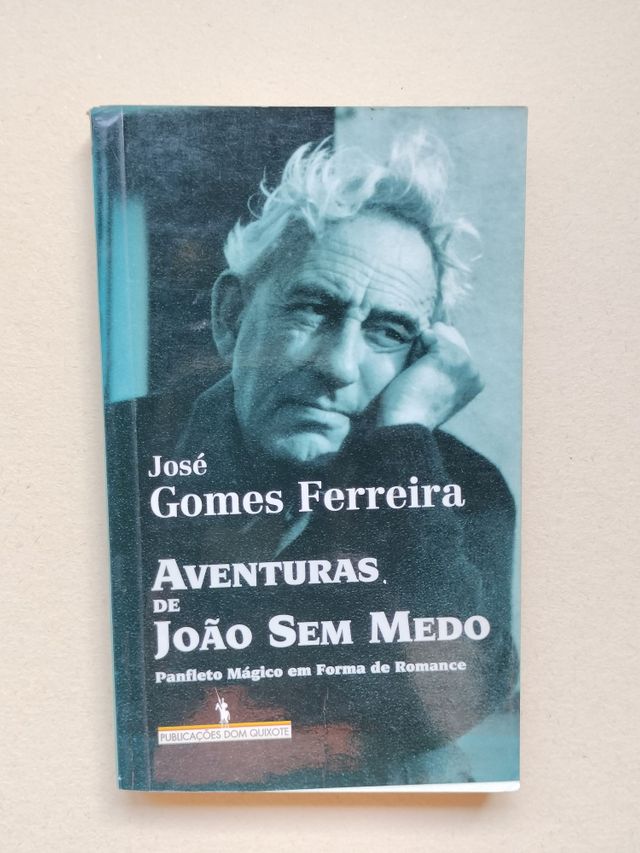 José
Gomes Ferreira
AVENTURAS
DE
JOÃO SEM MEDO
Panfleto Mágico em Forma de Romance
PUBLICAÇÕES DOM QUIXOTE